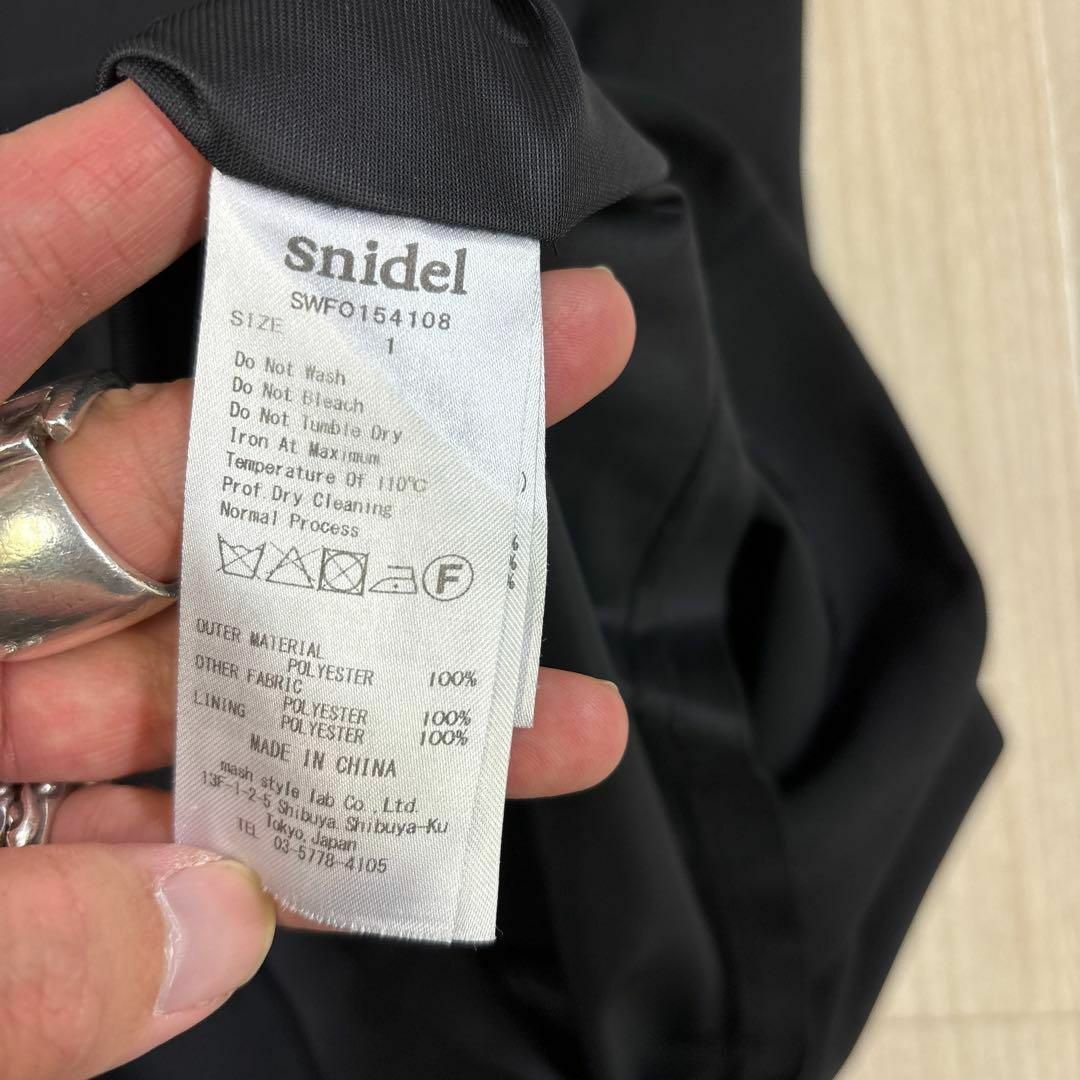 snidel
SWFO154108
SIZE
1
Do Not Wash
Do Not Bleach
Do Not Tumble Dry
Iron At Maximum
Temperature Of 110℃
Prof Dry Cleaning
Normal Process
F
OUTER MATERIAL
POLYESTER 100%
OTHER FABRIC
POLYESTER 100%
LINING POLYESTER 100%
MADE IN CHINA
mash style lab Co.,Ltd.
13F-1-2-5 Shibuya Shibuya-Ku
Tokyo, Japan
TEL 03-5778-4105